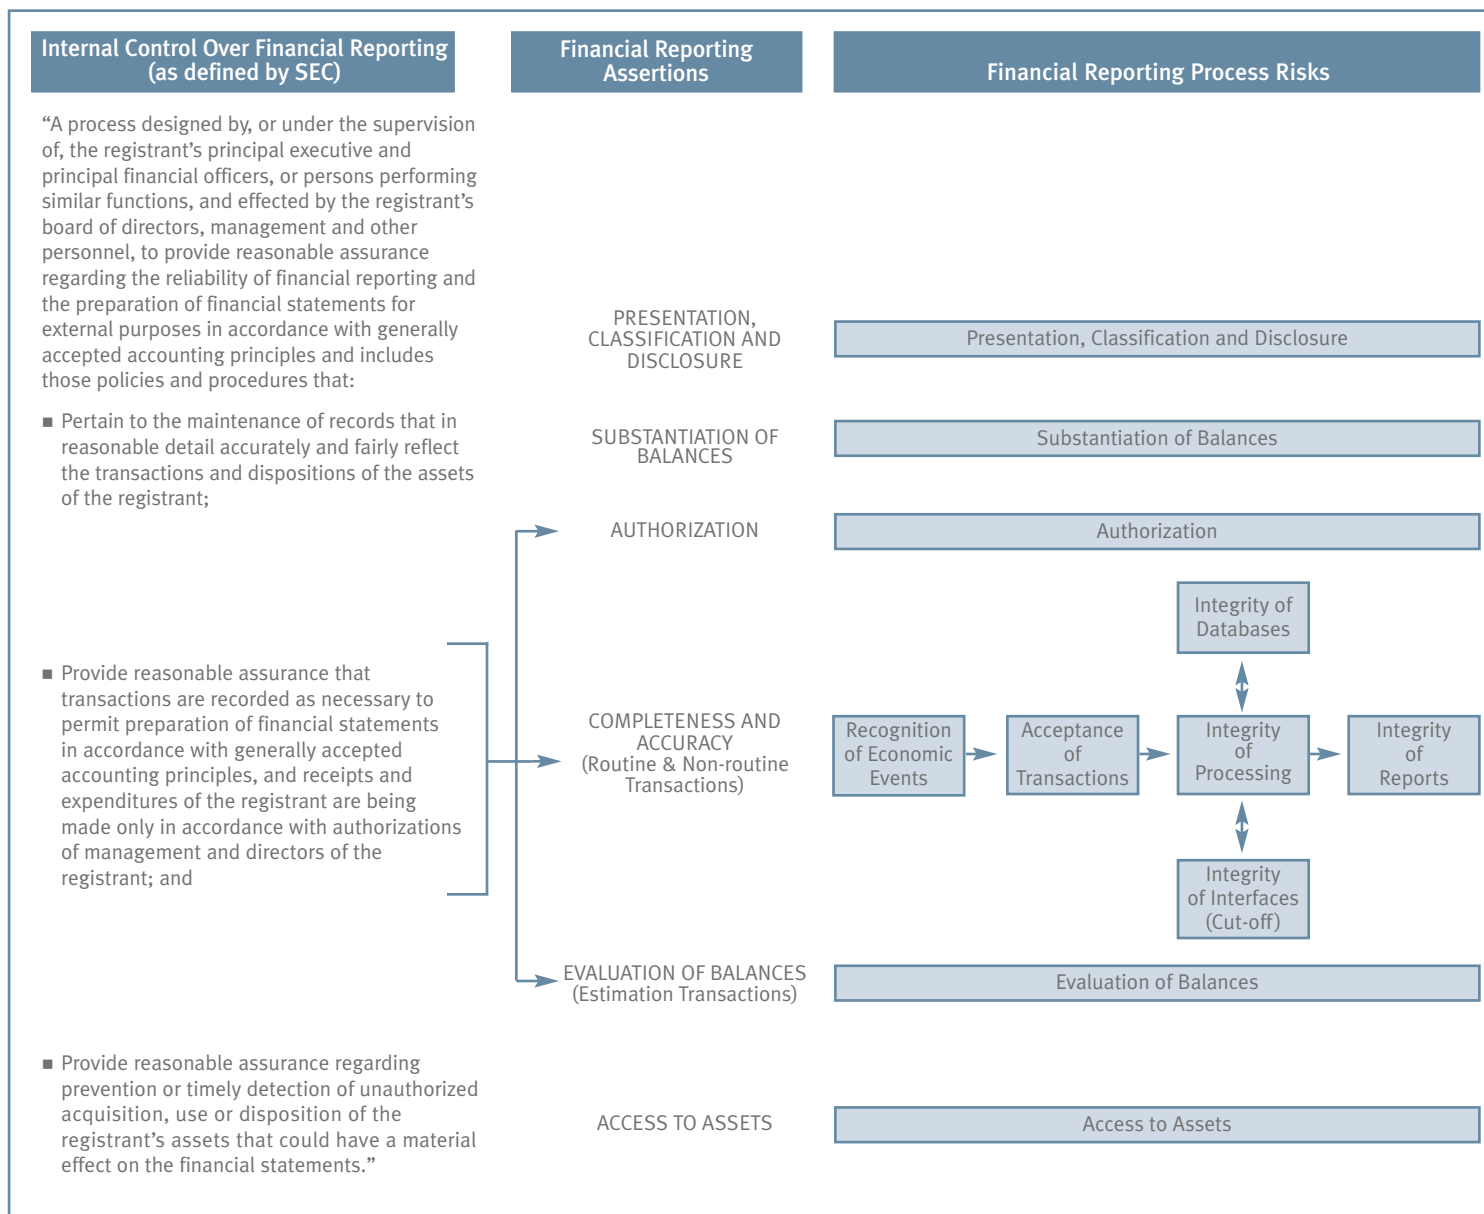 Internal Control Over Financial Reporting
(as defined by SEC)
Financial Reporting
Assertions
Financial Reporting Process Risks
“A process designed by, or under the supervision
of, the registrant’s principal executive and
principal financial officers, or persons performing
similar functions, and effected by the registrant’s
board of directors, management and other
personnel, to provide reasonable assurance
regarding the reliability of financial reporting and
the preparation of financial statements for
external purposes in accordance with generally
accepted accounting principles and includes
those policies and procedures that:
PRESENTATION,
CLASSIFICATION AND
DISCLOSURE
Presentation, Classification and Disclosure
■ Pertain to the maintenance of records that in
reasonable detail accurately and fairly reflect
the transactions and dispositions of the assets
of the registrant;
SUBSTANTIATION OF
BALANCES
Substantiation of Balances
AUTHORIZATION
Authorization
■ Provide reasonable assurance that
transactions are recorded as necessary to
permit preparation of financial statements
in accordance with generally accepted
accounting principles, and receipts and
expenditures of the registrant are being
made only in accordance with authorizations
of management and directors of the
registrant; and
COMPLETENESS AND
ACCURACY
(Routine & Non-routine
Transactions)
Integrity of
Databases
Recognition
of Economic
Events
Acceptance
of
Transactions
Integrity
of
Processing
Integrity
of
Reports
Integrity
of Interfaces
(Cut-off)
EVALUATION OF BALANCES
(Estimation Transactions)
Evaluation of Balances
■ Provide reasonable assurance regarding
prevention or timely detection of unauthorized
acquisition, use or disposition of the
registrant’s assets that could have a material
effect on the financial statements.”
ACCESS TO ASSETS
Access to Assets